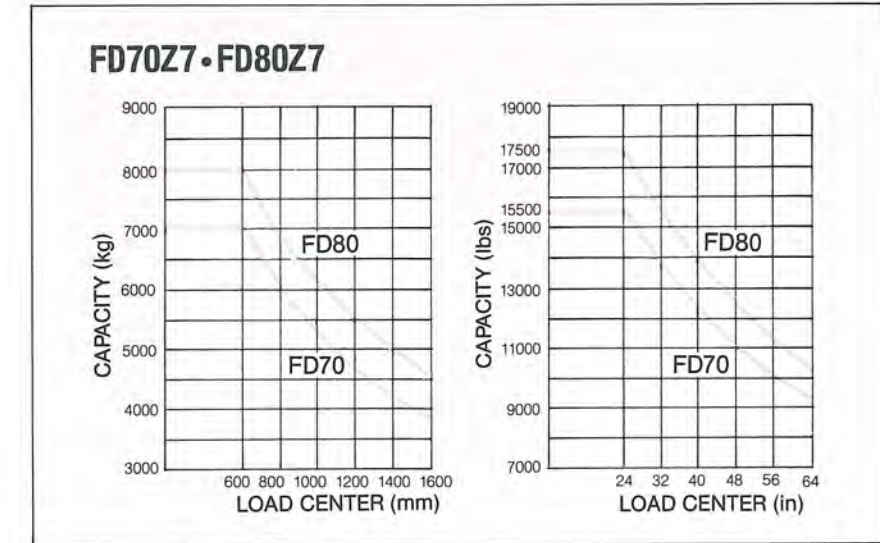 FD70Z7•FD80Z7
9000
8000
7000
6000
5000
4000
3000
CAPACITY (kg)
FD80
FD70
600 800 1000 1200 1400 1600
LOAD CENTER (mm)
19000
17500
17000
15500
15000
13000
11000
9000
7000
CAPACITY (lbs)
FD80
FD70
24 32 40 48 56 64
LOAD CENTER (in)